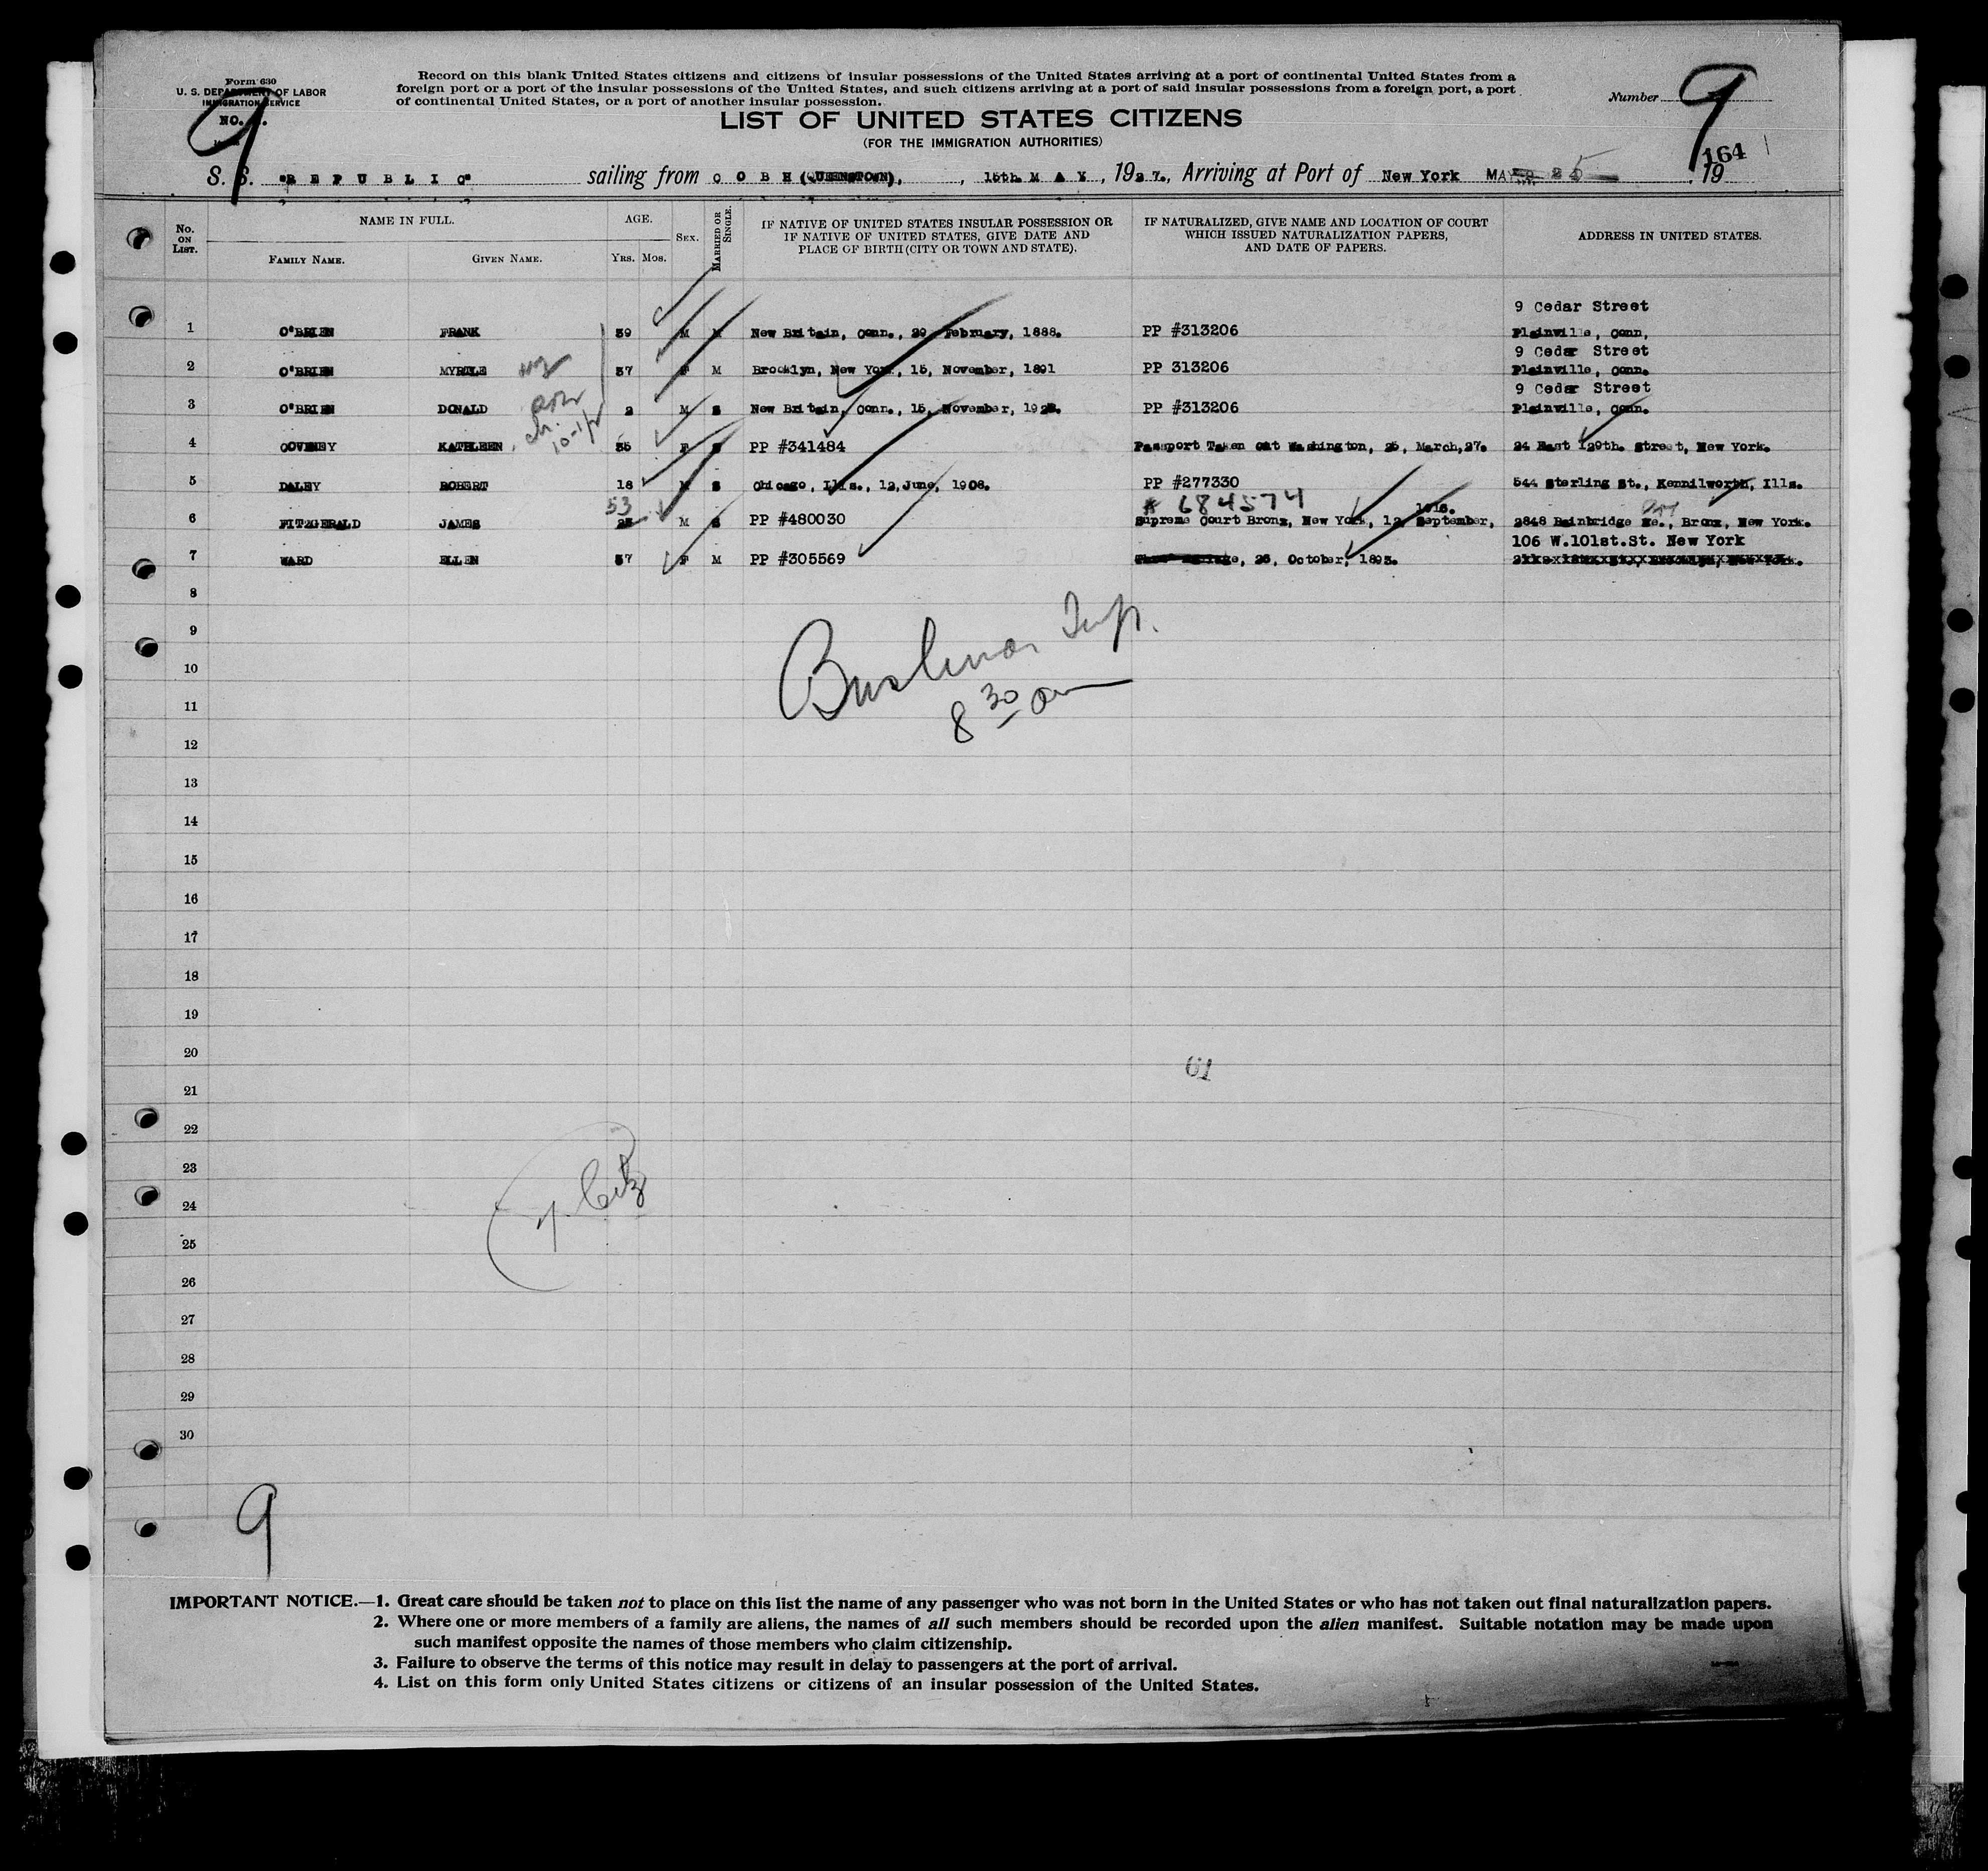 Form 630
U. S. DEPARTMENT OF LABOR
IMMIGRATION SERVICE
NO.
9
Record on this blank United States citizens and citizens of insular possessions of the United States arriving at a port of continental United States from a
foreign port or a port of the insular possessions of the United States, and such citizens arriving at a port of said insular possessions from a foreign port, a port
of continental United States, or a port of another insular possession.
Number 9
LIST OF UNITED STATES CITIZENS
(FOR THE IMMIGRATION AUTHORITIES)
164
S. S. "REPUBLIC" sailing from COBH (QUEENSTOWN), 15th MAY, 1927., Arriving at Port of New York MAY 25 19
No. ON LIST. NAME IN FULL. FAMILY NAME. GIVEN NAME. AGE. YRS. MOS. SEX. MARRIED OR SINGLE. IF NATIVE OF UNITED STATES INSULAR POSSESSION OR IF NATIVE OF UNITED STATES, GIVE DATE AND PLACE OF BIRTH (CITY OR TOWN AND STATE). IF NATURALIZED, GIVE NAME AND LOCATION OF COURT WHICH ISSUED NATURALIZATION PAPERS, AND DATE OF PAPERS. ADDRESS IN UNITED STATES.
9 Cedar Street
1 O'BRIEN FRANK 39 M M New Britain, Conn., 29 February, 1888. PP #313206 Plainville, Conn,
9 Cedar Street
2 O'BRIEN MYRTLE 37 F M Brooklyn, New York, 15, November, 1891 PP 313206 Plainville, Conn.
9 Cedar Street
3 O'BRIEN DONALD 2 M S New Britain, Conn., 15, November, PP #313206 Plainville, Conn.
4 COVENEY KATHLEEN 35 F S PP #341484 Passport Taken out Washington, 25, March, 27. 24 East 129th. Street, New York.
5 DALEY ROBERT 18 M S Chicago, Ills., 12, June, 1908. PP #277330 544 Sterling St., Kennilworth, Ills.
53 # 684574
6 FITZGERALD JAMES M S PP #480030 Supreme Court Bronx, New York, 12 September, 2848 Bainbridge Ave., Bronx, New York.
106 W.101st.St. New York
7 WARD ELLEN 57 F M PP #305569 26, October, 1893.
8
9
10
11
8 30 am
12
13
14
15
16
17
18
19
20
61
21
22
23
24
7. Citz
25
26
27
28
29
30
9
IMPORTANT NOTICE.—1. Great care should be taken not to place on this list the name of any passenger who was not born in the United States or who has not taken out final naturalization papers.
2. Where one or more members of a family are aliens, the names of all such members should be recorded upon the alien manifest. Suitable notation may be made upon
such manifest opposite the names of those members who claim citizenship.
3. Failure to observe the terms of this notice may result in delay to passengers at the port of arrival.
4. List on this form only United States citizens or citizens of an insular possession of the United States.